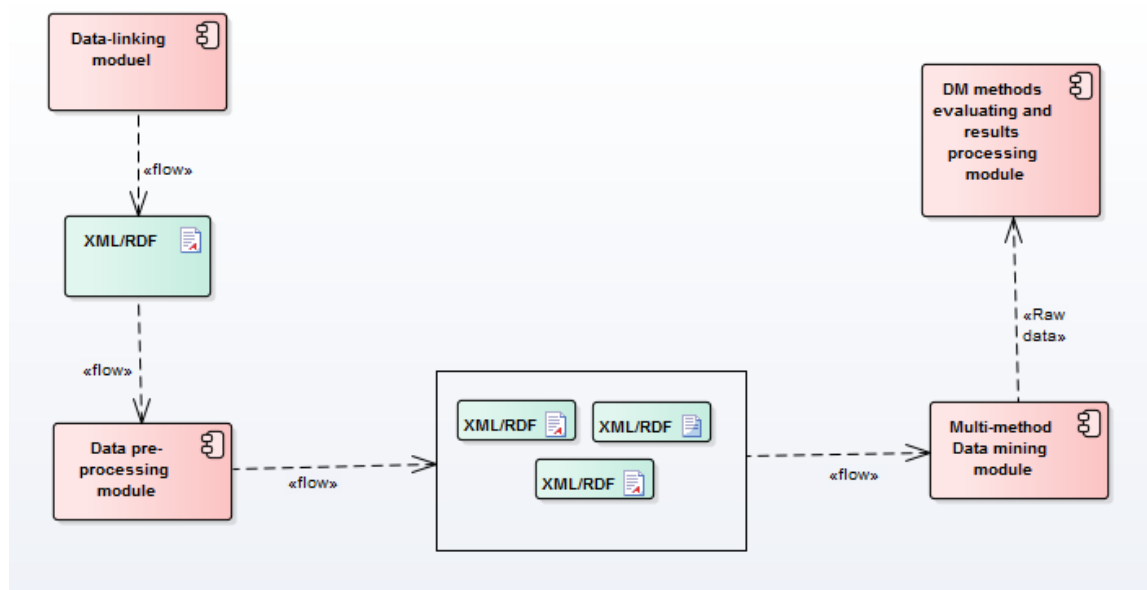 Data-linking
moduel
«flow»
XML/RDF
«flow»
Data pre-
processing
module
«flow»
XML/RDF
XML/RDF
XML/RDF
«flow»
Multi-method
Data mining
module
«Raw
data»
DM methods
evaluating and
results
processing
module